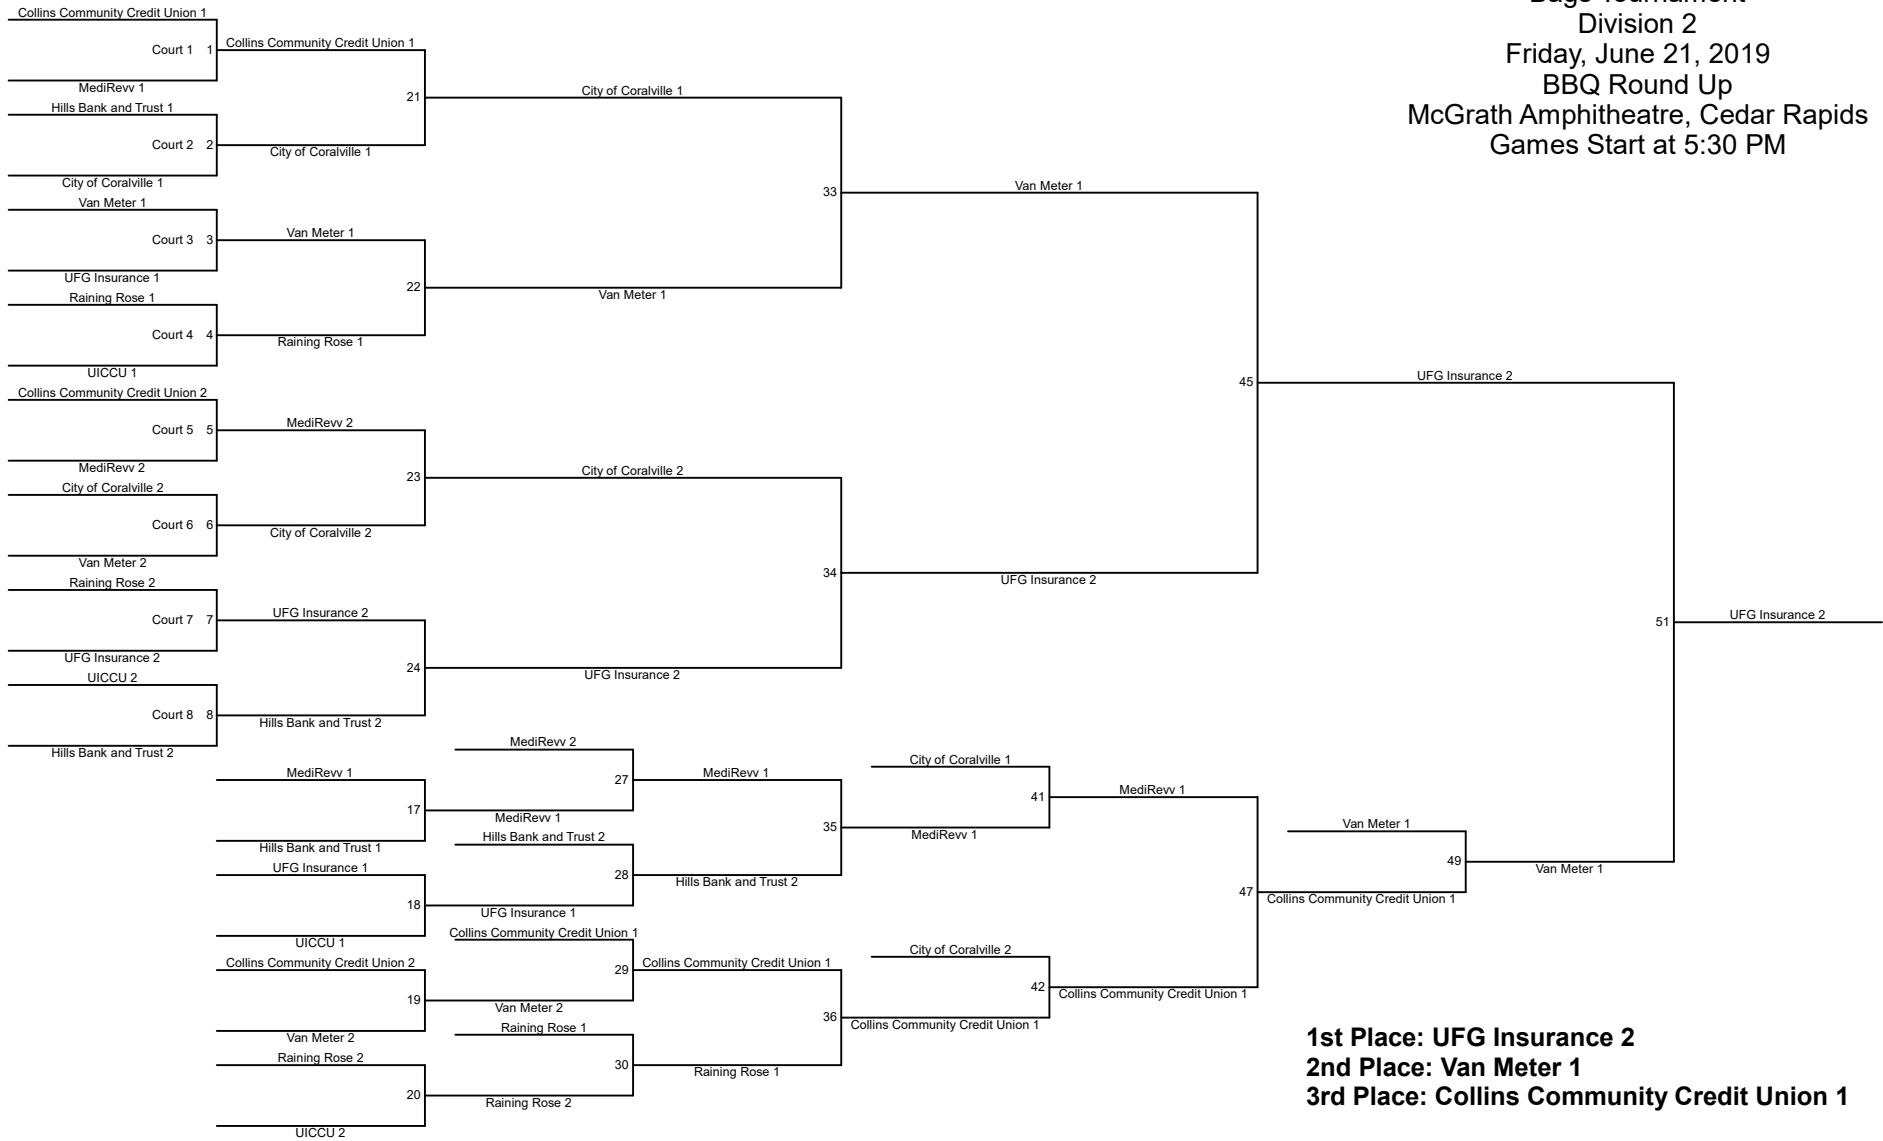 Bags Tournament
Division 2
Friday, June 21, 2019
BBQ Round Up
McGrath Amphitheatre, Cedar Rapids
Games Start at 5:30 PM
Collins Community Credit Union 1
Court 1 1
MediRevv 1
Hills Bank and Trust 1
Court 2 2
City of Coralville 1
Van Meter 1
Court 3 3
UFG Insurance 1
Raining Rose 1
Court 4 4
UICCU 1
Collins Community Credit Union 2
Court 5 5
MediRevv 2
City of Coralville 2
Court 6 6
Van Meter 2
Raining Rose 2
Court 7 7
UFG Insurance 2
UICCU 2
Court 8 8
Hills Bank and Trust 2
Collins Community Credit Union 1
21
City of Coralville 1
Van Meter 1
22
Raining Rose 1
MediRevv 2
23
City of Coralville 2
UFG Insurance 2
24
Hills Bank and Trust 2
City of Coralville 1
33
Van Meter 1
City of Coralville 2
34
UFG Insurance 2
Van Meter 1
45
UFG Insurance 2
UFG Insurance 2
51
UFG Insurance 2
MediRevv 1
17
Hills Bank and Trust 1
UFG Insurance 1
18
UICCU 1
Collins Community Credit Union 2
19
Van Meter 2
Raining Rose 2
20
UICCU 2
MediRevv 2
27
MediRevv 1
Hills Bank and Trust 2
28
UFG Insurance 1
Collins Community Credit Union 1
29
Van Meter 2
Raining Rose 1
30
Raining Rose 2
MediRevv 1
35
Hills Bank and Trust 2
Collins Community Credit Union 1
36
Raining Rose 1
City of Coralville 1
41
MediRevv 1
City of Coralville 2
42
Collins Community Credit Union 1
MediRevv 1
47
Collins Community Credit Union 1
Van Meter 1
49
Collins Community Credit Union 1
Van Meter 1
1st Place: UFG Insurance 2
2nd Place: Van Meter 1
3rd Place: Collins Community Credit Union 1